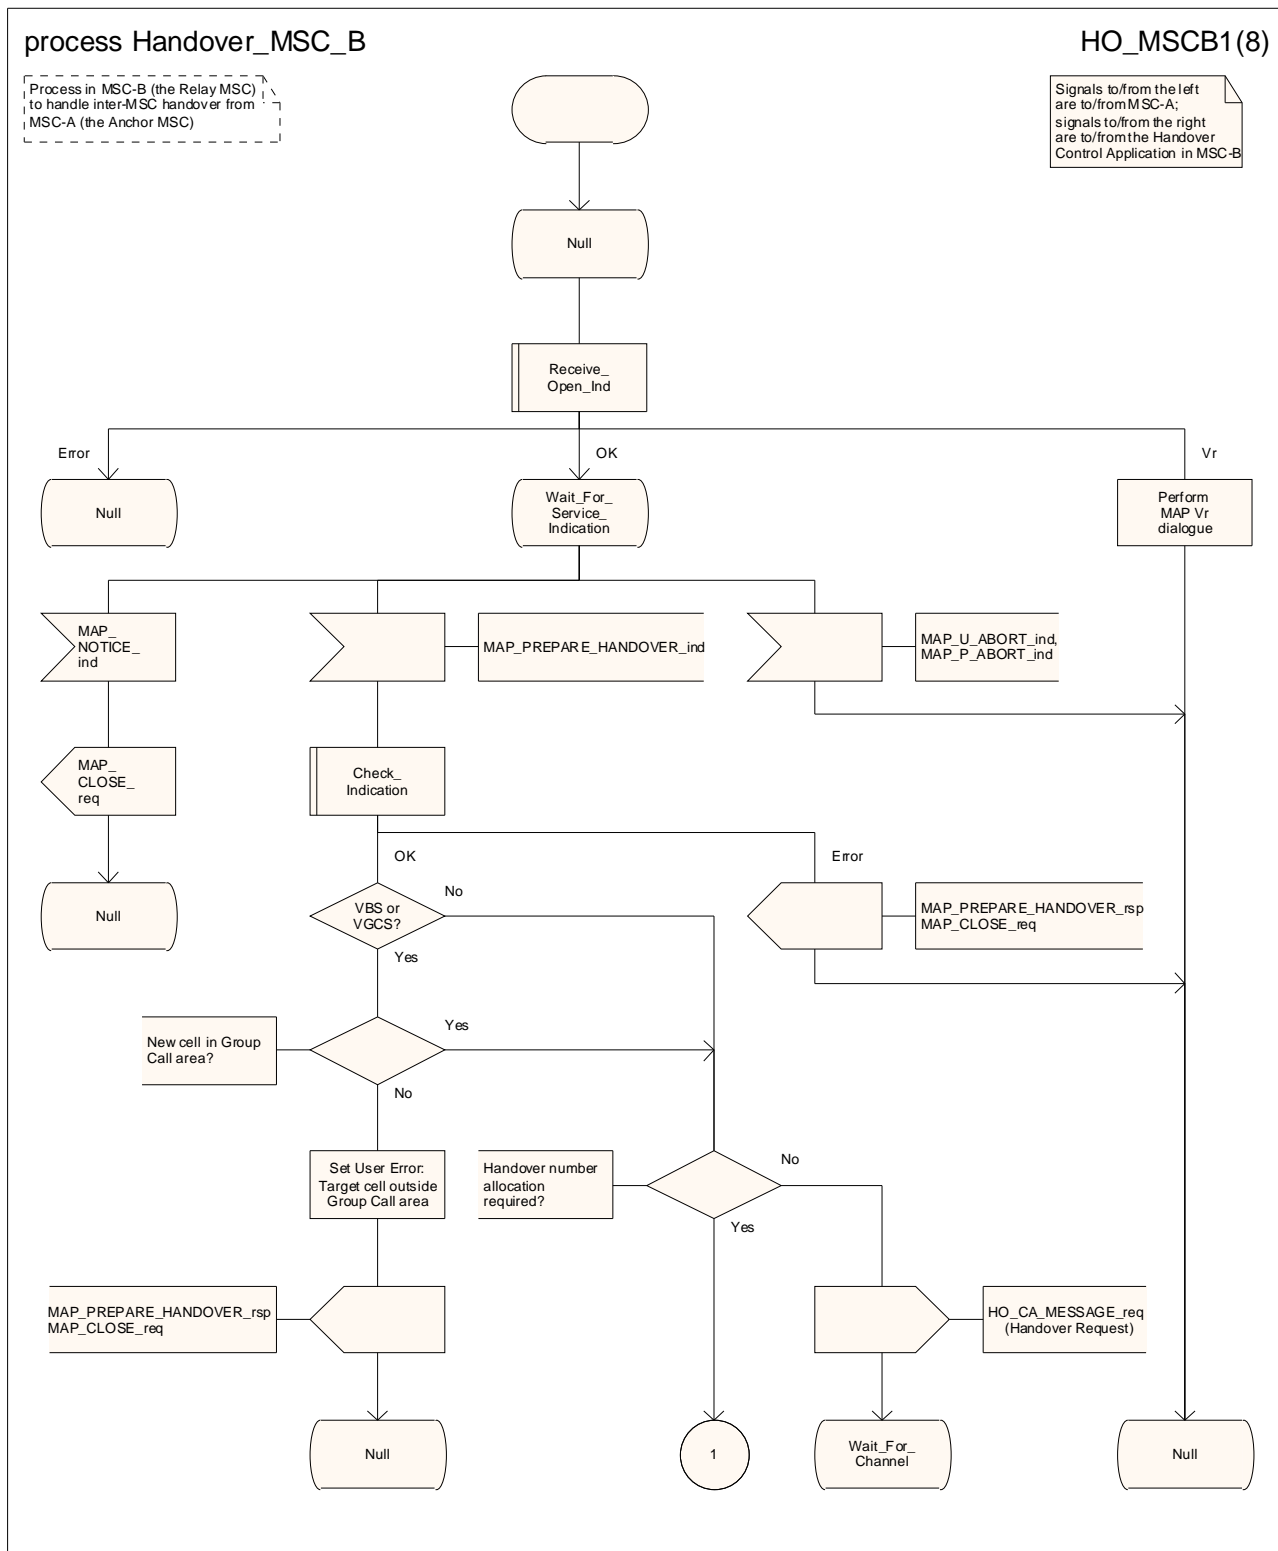 process Handover_MSC_B
HO_MSCB1(8)
Process in MSC-B (the Relay MSC)
to handle inter-MSC handover from
MSC-A (the Anchor MSC)
Signals to/from the left
are to/from MSC-A;
signals to/from the right
are to/from the Handover
Control Application in MSC-B
Null
Receive_
Open_Ind
Error
OK
Vr
Null
Wait_For_
Service_
Indication
Perform
MAP Vr
dialogue
MAP_
NOTICE_
ind
MAP_PREPARE_HANDOVER_ind
MAP_U_ABORT_ind,
MAP_P_ABORT_ind
MAP_
CLOSE_
req
Check_
Indication
OK
Error
Null
VBS or
VGCS?
No
Yes
MAP_PREPARE_HANDOVER_rsp
MAP_CLOSE_req
New cell in Group
Call area?
Yes
No
Set User Error:
Target cell outside
Group Call area
Handover number
allocation
required?
No
Yes
MAP_PREPARE_HANDOVER_rsp
MAP_CLOSE_req
HO_CA_MESSAGE_req
(Handover Request)
Null
1
Wait_For_
Channel
Null